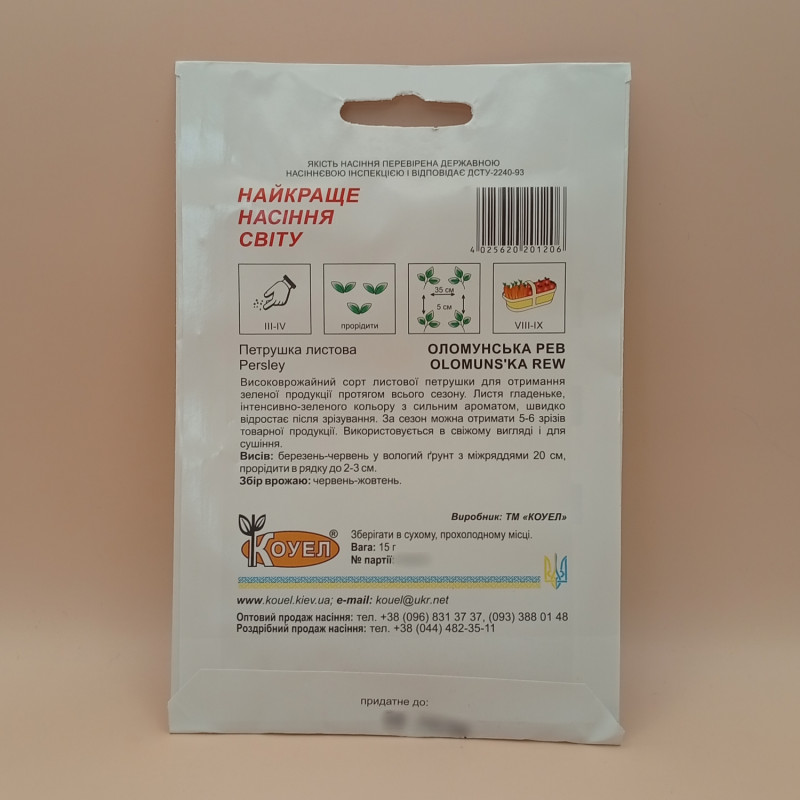 ЯКІСТЬ НАСІННЯ ПЕРЕВІРЕНА ДЕРЖАВНОЮ
НАСІННЄВОЮ ІНСПЕКЦІЄЮ І ВІДПОВІДАЄ ДСТУ-2240-93
НАЙКРАЩЕ
НАСІННЯ
СВІТУ
4 025620 201206
III-IV
прорідити
35 см
5 см
VIII-IX
Петрушка листова
Persley
ОЛОМУНСЬКА РЕВ
OLOMUNS'KA REW
Високоврожайний сорт листової петрушки для отримання
зеленої продукції протягом всього сезону. Листя гладеньке,
інтенсивно-зеленого кольору з сильним ароматом, швидко
відростає після зрізування. За сезон можна отримати 5-6 зрізів
товарної продукції. Використовується в свіжому вигляді і для
сушіння.
Висів: березень-червень у вологий ґрунт з міжряддями 20 см,
прорідити в рядку до 2-3 см.
Збір врожаю: червень-жовтень.
Виробник: ТМ «КОУЕЛ»
КОУЕЛ®
Зберігати в сухому, прохолодному місці.
Вага: 15 г
№ партії
www.kouel.kiev.ua; e-mail: kouel@ukr.net
Оптовий продаж насіння: тел. +38 (096) 831 37 37, (093) 388 01 48
Роздрібний продаж насіння: тел. +38 (044) 482-35-11
придатне до: